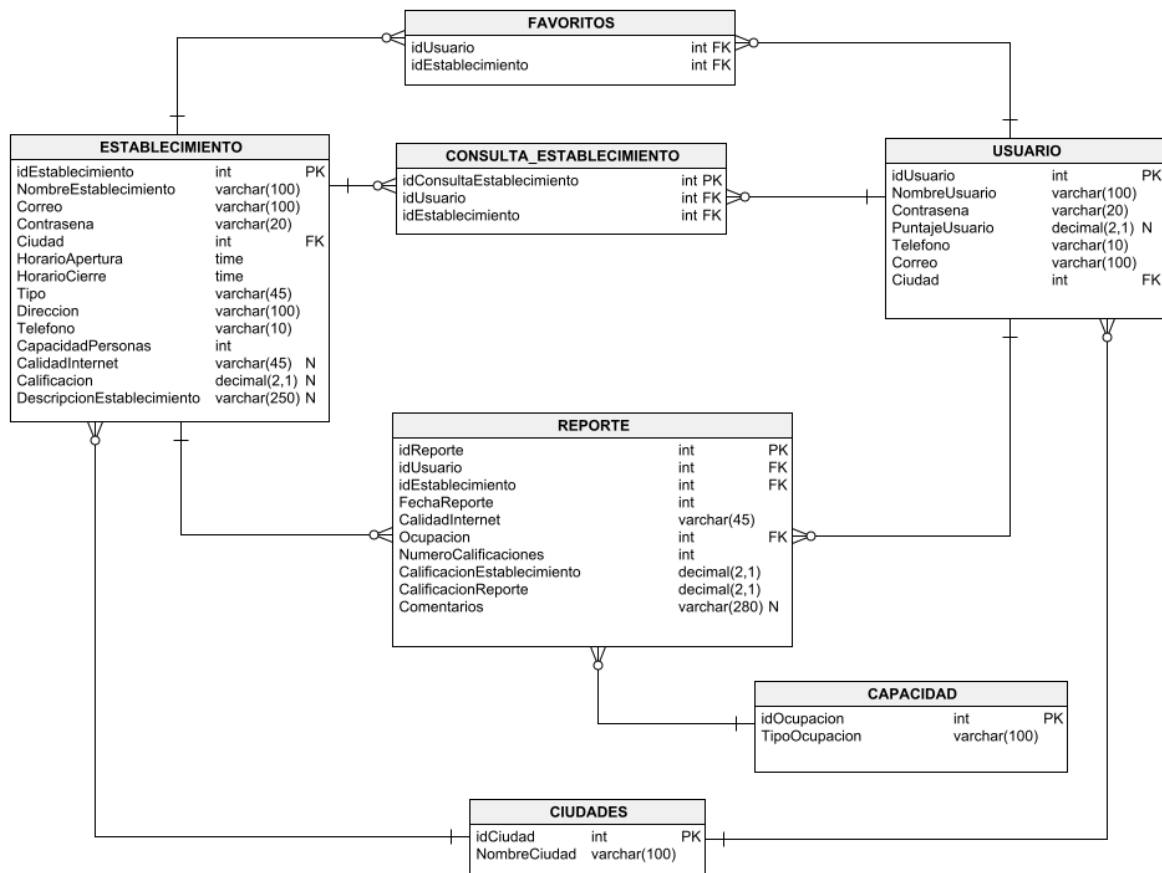 FAVORITOS
idUsuario int FK
idEstablecimiento int FK
ESTABLECIMIENTO
idEstablecimiento int PK
NombreEstablecimiento varchar(100)
Correo varchar(100)
Contrasena varchar(20)
Ciudad int FK
HorarioApertura time
HorarioCierre time
Tipo varchar(45)
Direccion varchar(100)
Telefono varchar(10)
CapacidadPersonas int
CalidadInternet varchar(45) N
Calificacion decimal(2,1) N
DescripcionEstablecimiento varchar(250) N
CONSULTA_ESTABLECIMIENTO
idConsultaEstablecimiento int PK
idUsuario int FK
idEstablecimiento int FK
USUARIO
idUsuario int PK
NombreUsuario varchar(100)
Contrasena varchar(20)
PuntajeUsuario decimal(2,1) N
Telefono varchar(10)
Correo varchar(100)
Ciudad int FK
REPORTE
idReporte int PK
idUsuario int FK
idEstablecimiento int FK
FechaReporte int
CalidadInternet varchar(45)
Ocupacion int FK
NumeroCalificaciones int
CalificacionEstablecimiento decimal(2,1)
CalificacionReporte decimal(2,1)
Comentarios varchar(280) N
CAPACIDAD
idOcupacion int PK
TipoOcupacion varchar(100)
CIUDADES
idCiudad int PK
NombreCiudad varchar(100)